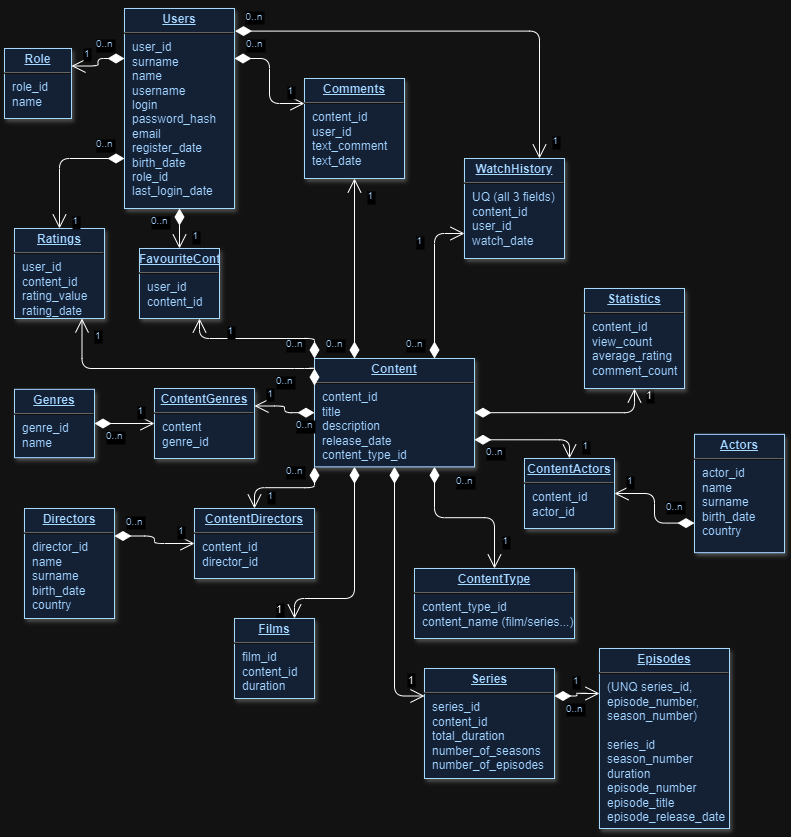 Users
user_id
surname
name
username
login
password_hash
email
register_date
birth_date
role_id
last_login_date
0..n
0..n
0..n
1
1
Role
role_id
name
Comments
content_id
user_id
text_comment
text_date
0..n
1
WatchHistory
UQ (all 3 fields)
content_id
user_id
watch_date
1
0..n
1
1
1
Ratings
user_id
content_id
rating_value
rating_date
FavouriteCont
user_id
content_id
Statistics
content_id
view_count
average_rating
comment_count
1
1
0..n
0..n
0..n
Content
content_id
title
description
release_date
content_type_id
0..n
1
0..n
1
Genres
genre_id
name
1
0..n
ContentGenres
content
genre_id
1
0..n
ContentActors
content_id
actor_id
1
0..n
Actors
actor_id
name
surname
birth_date
country
0..n
1
Directors
director_id
name
surname
birth_date
country
0..n
1
ContentDirectors
content_id
director_id
1
ContentType
content_type_id
content_name (film/series...)
1
Films
film_id
content_id
duration
1
Series
series_id
content_id
total_duration
number_of_seasons
number_of_episodes
1
0..n
Episodes
(UNQ series_id,
episode_number,
season_number)
series_id
season_number
duration
episode_number
episode_title
episode_release_date